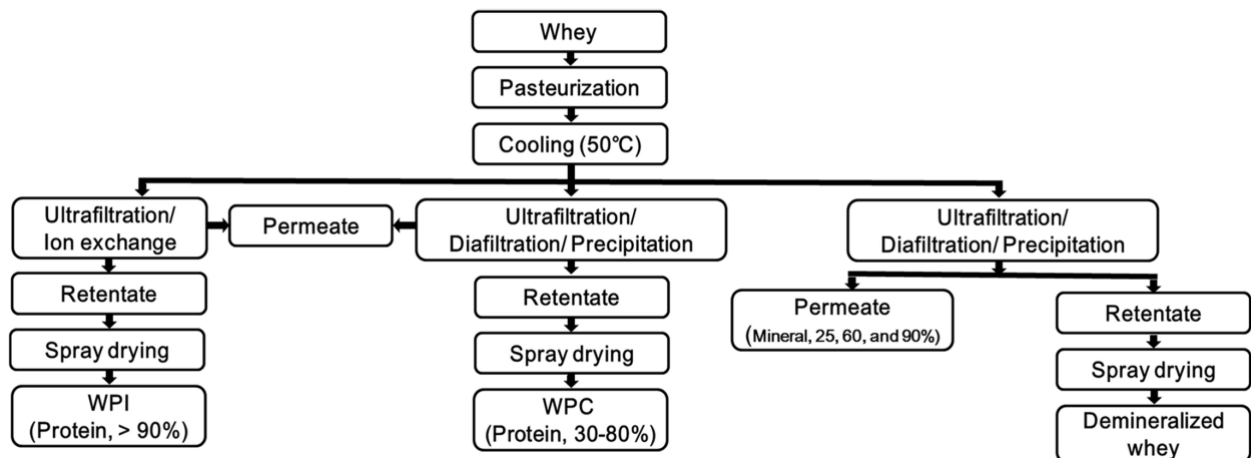 Whey
Pasteurization
Cooling (50℃)
Ultrafiltration/
Ion exchange
Permeate
Ultrafiltration/
Diafiltration/ Precipitation
Ultrafiltration/
Diafiltration/ Precipitation
Retentate
Retentate
Permeate
(Mineral, 25, 60, and 90%)
Retentate
Spray drying
Spray drying
Spray drying
WPI
(Protein, > 90%)
WPC
(Protein, 30-80%)
Demineralized
whey